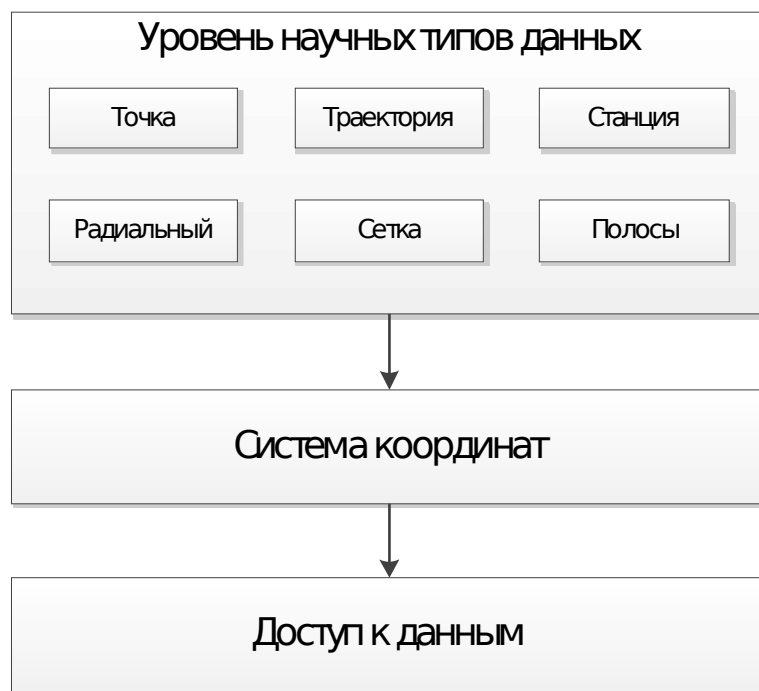 Уровень научных типов данных
Точка
Траектория
Станция
Радиальный
Сетка
Полосы
Система координат
Доступ к данным